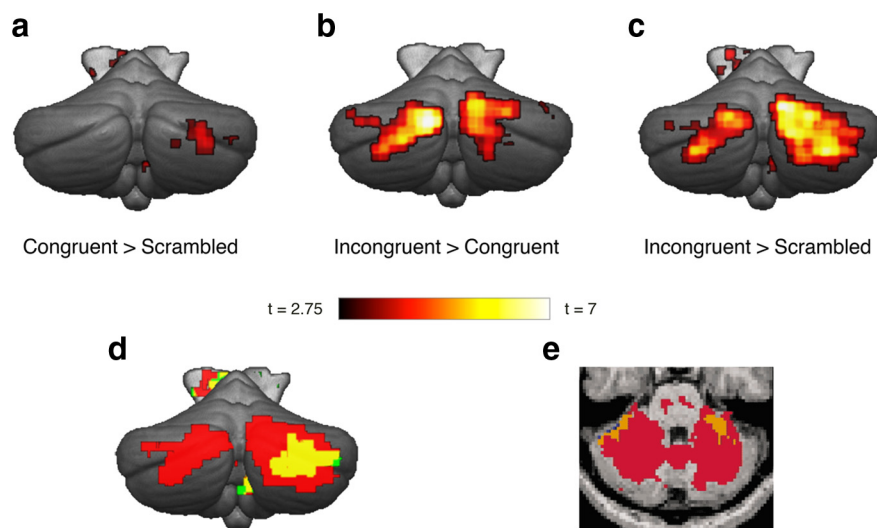 a
b
c
Congruent > Scrambled
Incongruent > Congruent
Incongruent > Scrambled
t = 2.75
t = 7
d
e